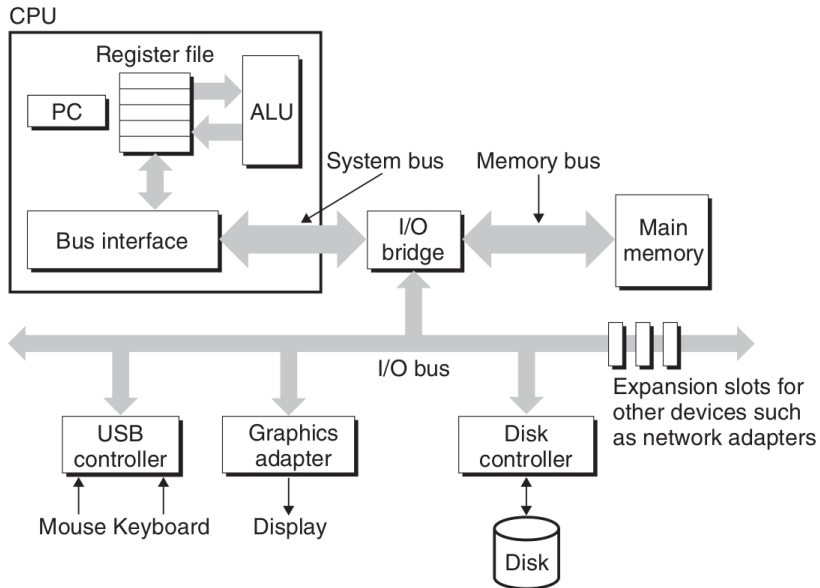 CPU
Register file
PC
ALU
System bus
Memory bus
Bus interface
I/O
bridge
Main
memory
I/O bus
Expansion slots for
other devices such
as network adapters
USB
controller
Graphics
adapter
Disk
controller
Mouse Keyboard
Display
Disk